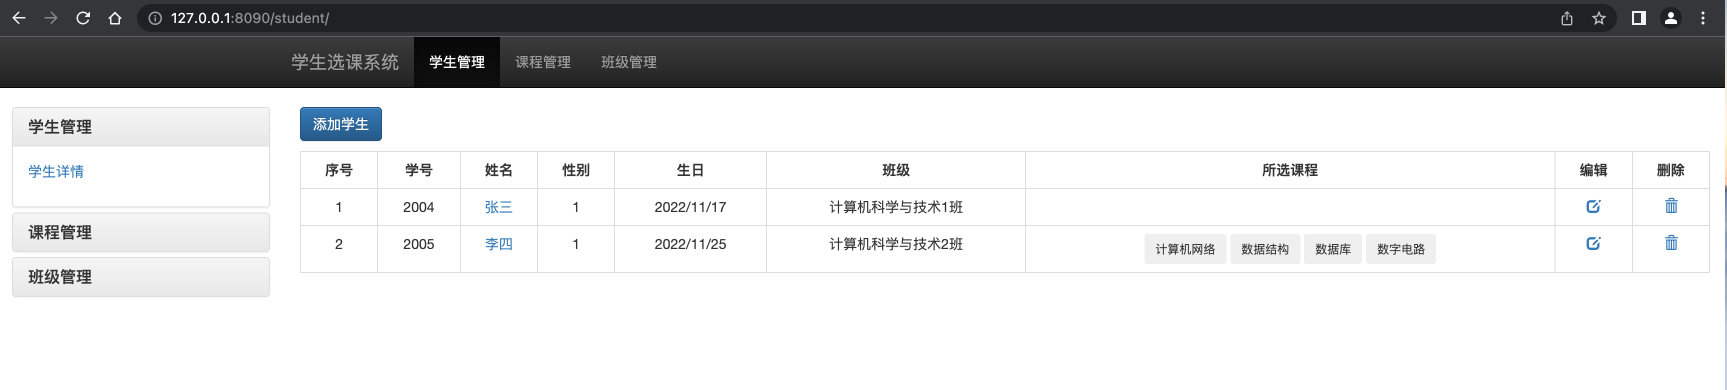 127.0.0.1:8090/student/
学生选课系统 学生管理 课程管理 班级管理
学生管理
学生详情
课程管理
班级管理
添加学生
序号 学号 姓名 性别 生日 班级 所选课程 编辑 删除
1 2004 张三 1 2022/11/17 计算机科学与技术1班
2 2005 李四 1 2022/11/25 计算机科学与技术2班 计算机网络 数据结构 数据库 数字电路